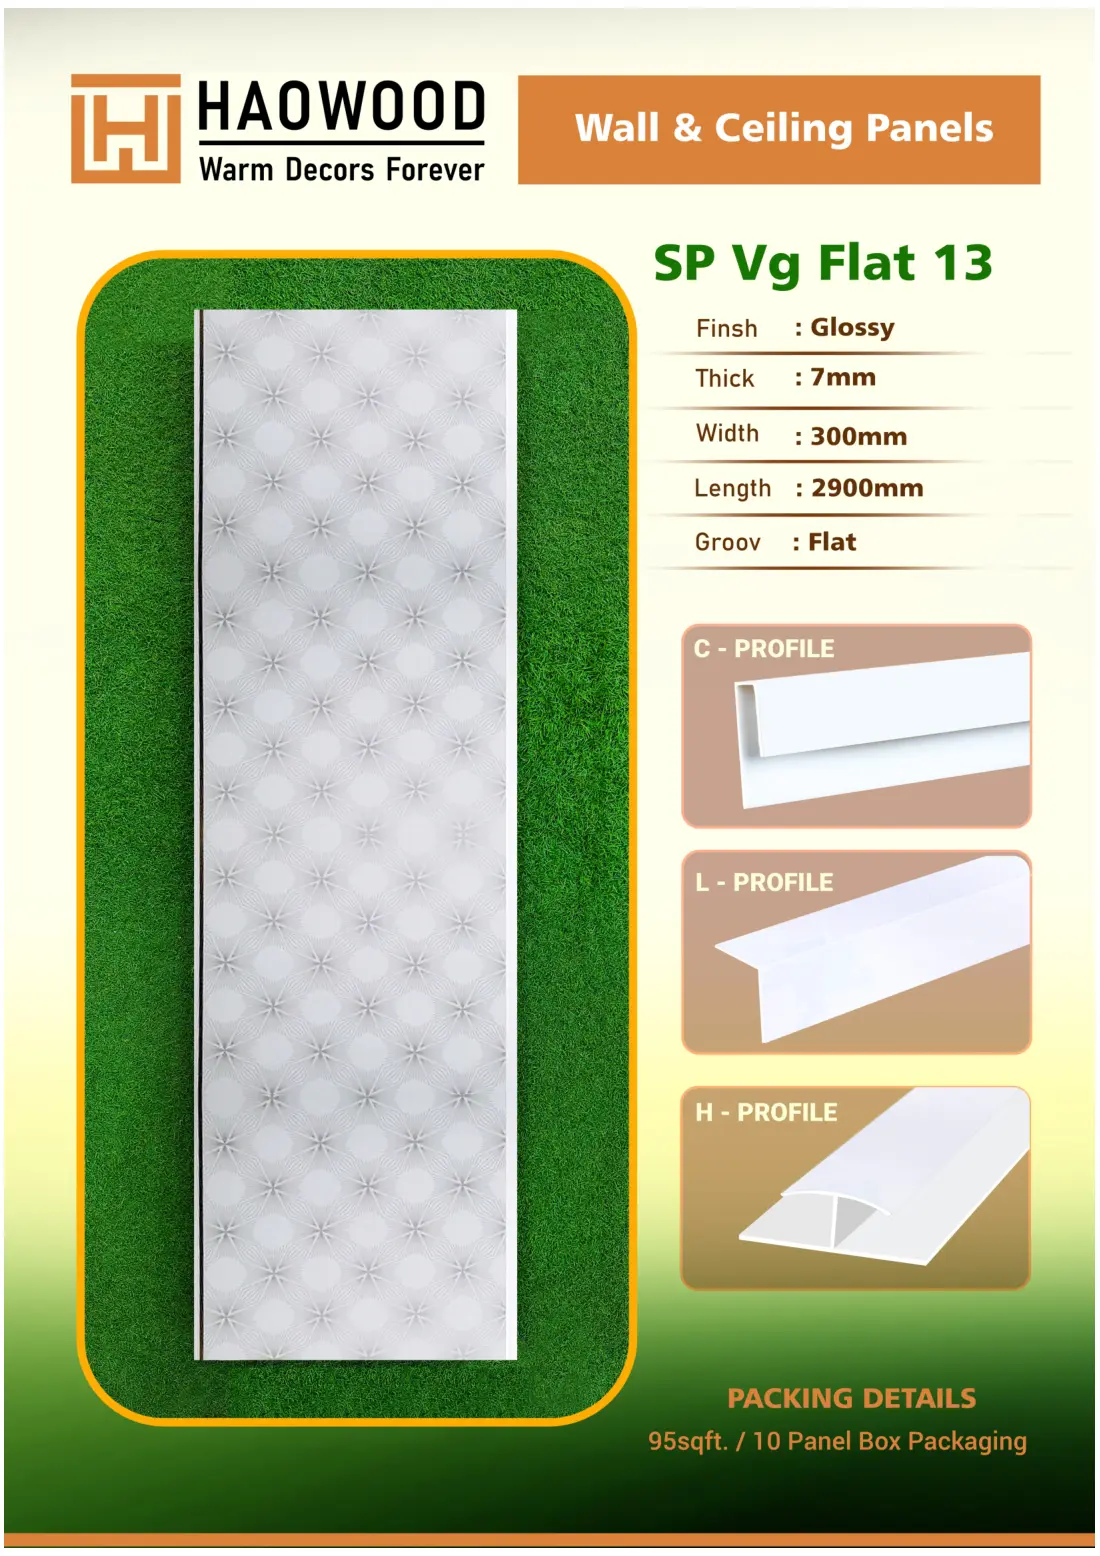 HAOWOOD
Warm Decors Forever
Wall & Ceiling Panels
SP Vg Flat 13
Finsh : Glossy
Thick : 7mm
Width : 300mm
Length : 2900mm
Groov : Flat
C - PROFILE
L - PROFILE
H - PROFILE
PACKING DETAILS
95sqft. / 10 Panel Box Packaging